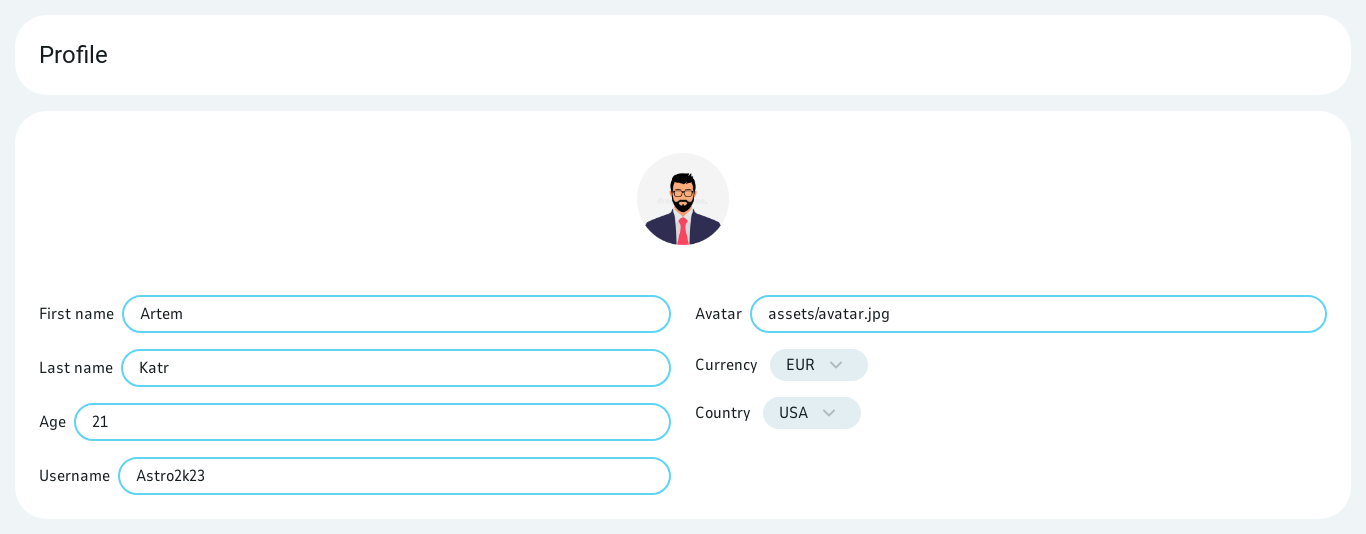 Profile
First name Artem
Last name Katr
Age 21
Username Astro2k23
Avatar assets/avatar.jpg
Currency EUR
Country USA